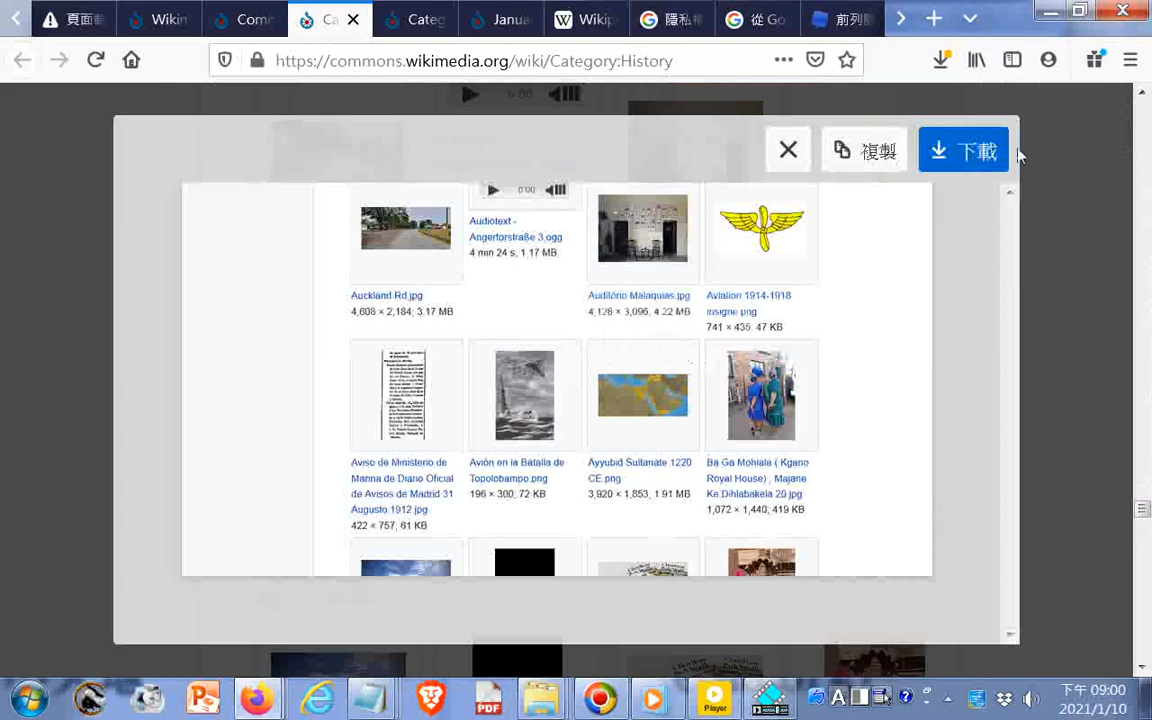 頁面
Wikin
Com
Ca
Categ
Janua
Wikip
隱私權
從 Go
前列
https://commons.wikimedia.org/wiki/Category:History
複製
下載
0:00
Auckland Rd.jpg
4,608 × 2,184; 3.17 MB
Audiotext -
Angertorstraße 3.ogg
4 min 24 s, 1.17 MB
Auditório Malaquias.jpg
4,128 × 3,096, 4.22 MB
Aviation 1914-1918
insigne.png
741 × 435; 47 KB
Aviso de Ministerio de
Marina de Diario Oficial
de Avisos de Madrid 31
Augusto 1912.jpg
422 × 757, 61 KB
Avión en la Batalla de
Topolobampo.png
196 × 300, 72 KB
Ayyubid Sultanate 1220
CE.png
3,920 × 1,853, 1.91 MB
Ba Ga Mohlala ( Kgano
Royal House) , Majane
Ke Dihlabakela 20.jpg
1,072 × 1,440; 419 KB
PDF
Player
A
下午 09:00
2021/1/10